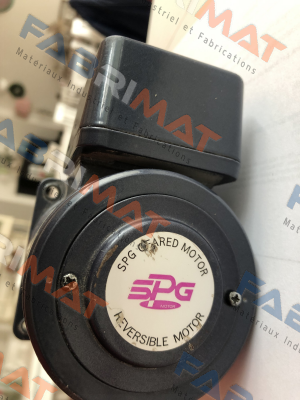 FABRIMAT
Matériaux Industriel et Fabrications
SPG GEARED MOTOR
SPG
REVERSIBLE MOTOR